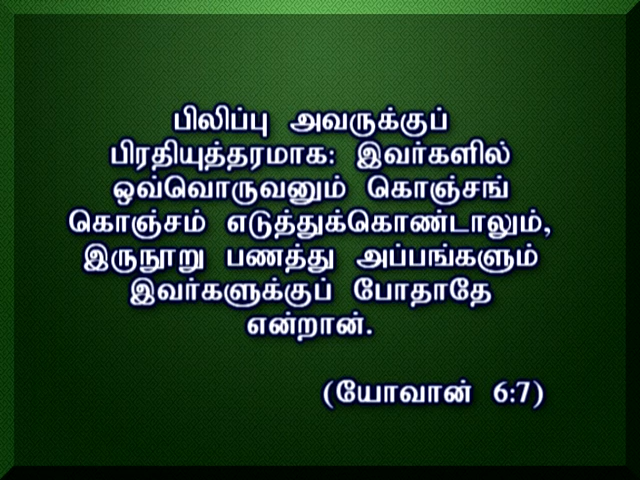 பிலிப்பு அவருக்குப்
பிரதியுத்தரமாக: இவர்களில்
ஒவ்வொருவனும் கொஞ்சங்
கொஞ்சம் எடுத்துக்கொண்டாலும்,
இருநூறு பணத்து அப்பங்களும்
இவர்களுக்குப் போதாதே
என்றான்.
(யோவான் 6:7)